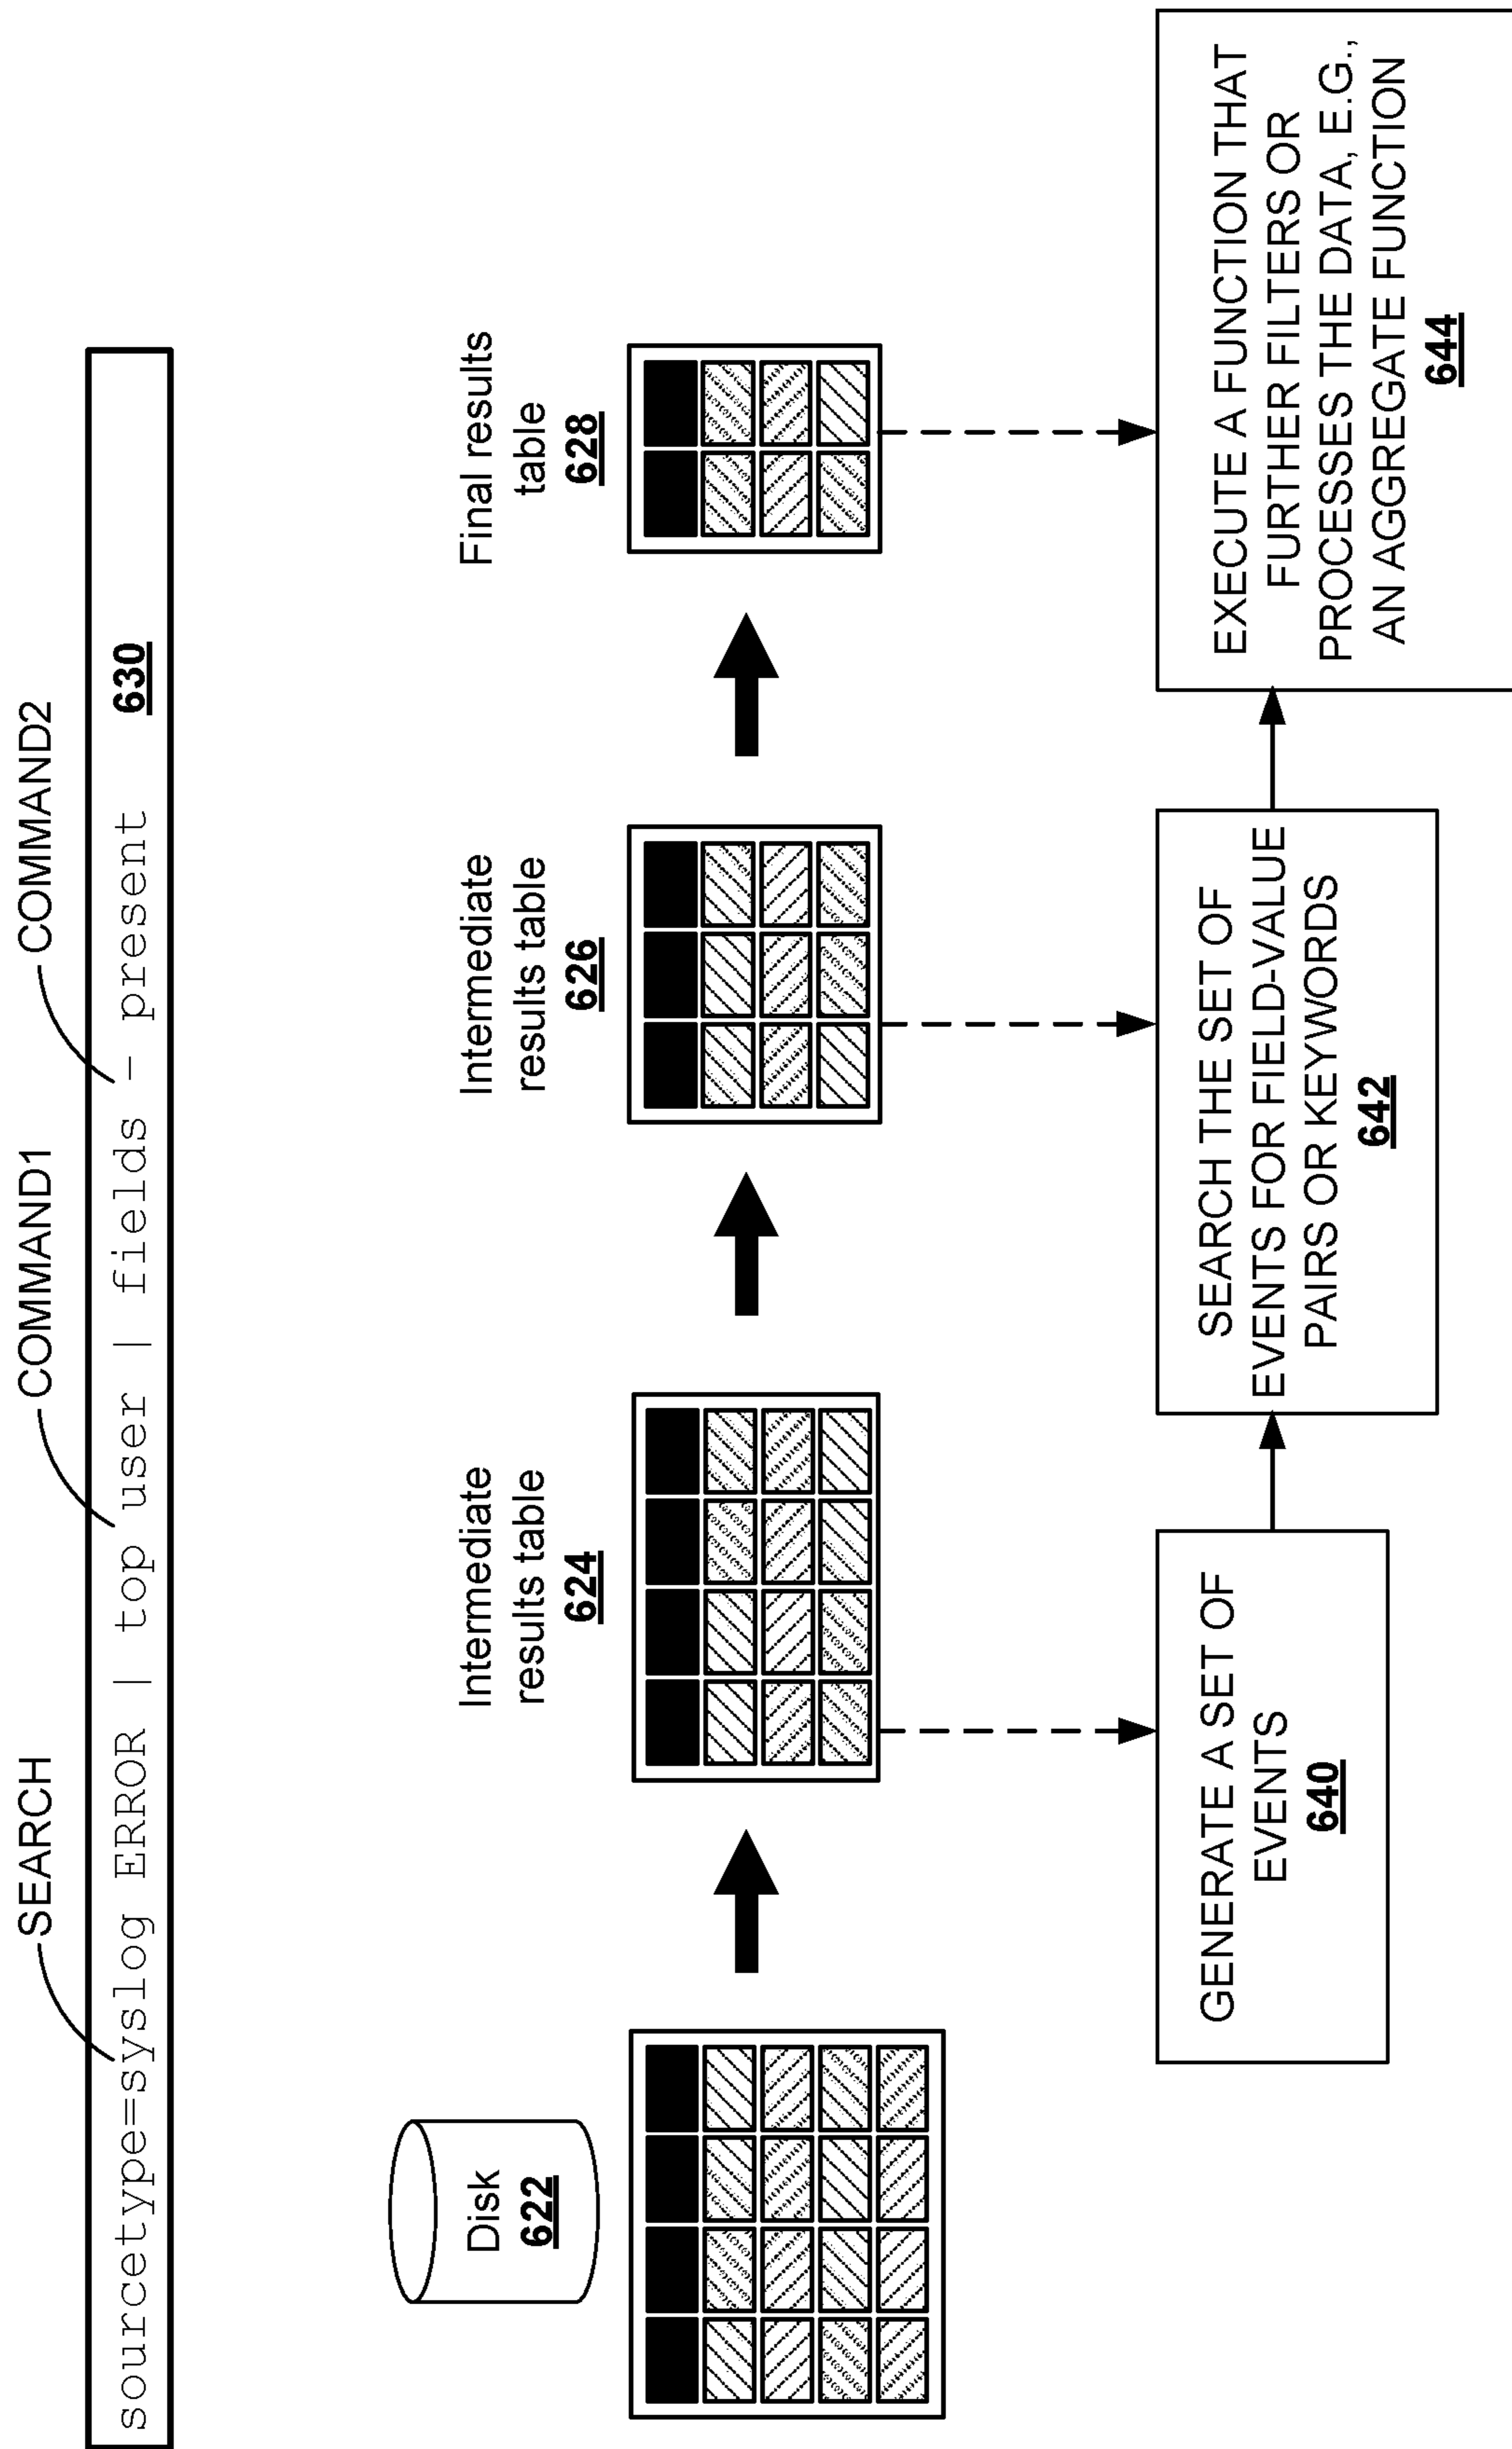 SEARCH
COMMAND1
COMMAND2
sourcetype=syslog ERROR | top user | fields – present 630
Disk
622
Intermediate
results table
624
Intermediate
results table
626
Final results
table
628
GENERATE A SET OF
EVENTS
640
SEARCH THE SET OF
EVENTS FOR FIELD-VALUE
PAIRS OR KEYWORDS
642
EXECUTE A FUNCTION THAT
FURTHER FILTERS OR
PROCESSES THE DATA, E.G.,
AN AGGREGATE FUNCTION
644